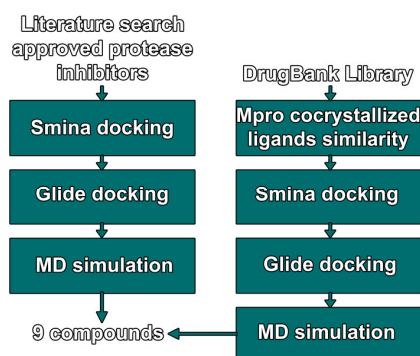 Literature search
approved protease
inhibitors
Smina docking
Glide docking
MD simulation
9 compounds
DrugBank Library
Mpro cocrystallized
ligands similarity
Smina docking
Glide docking
MD simulation